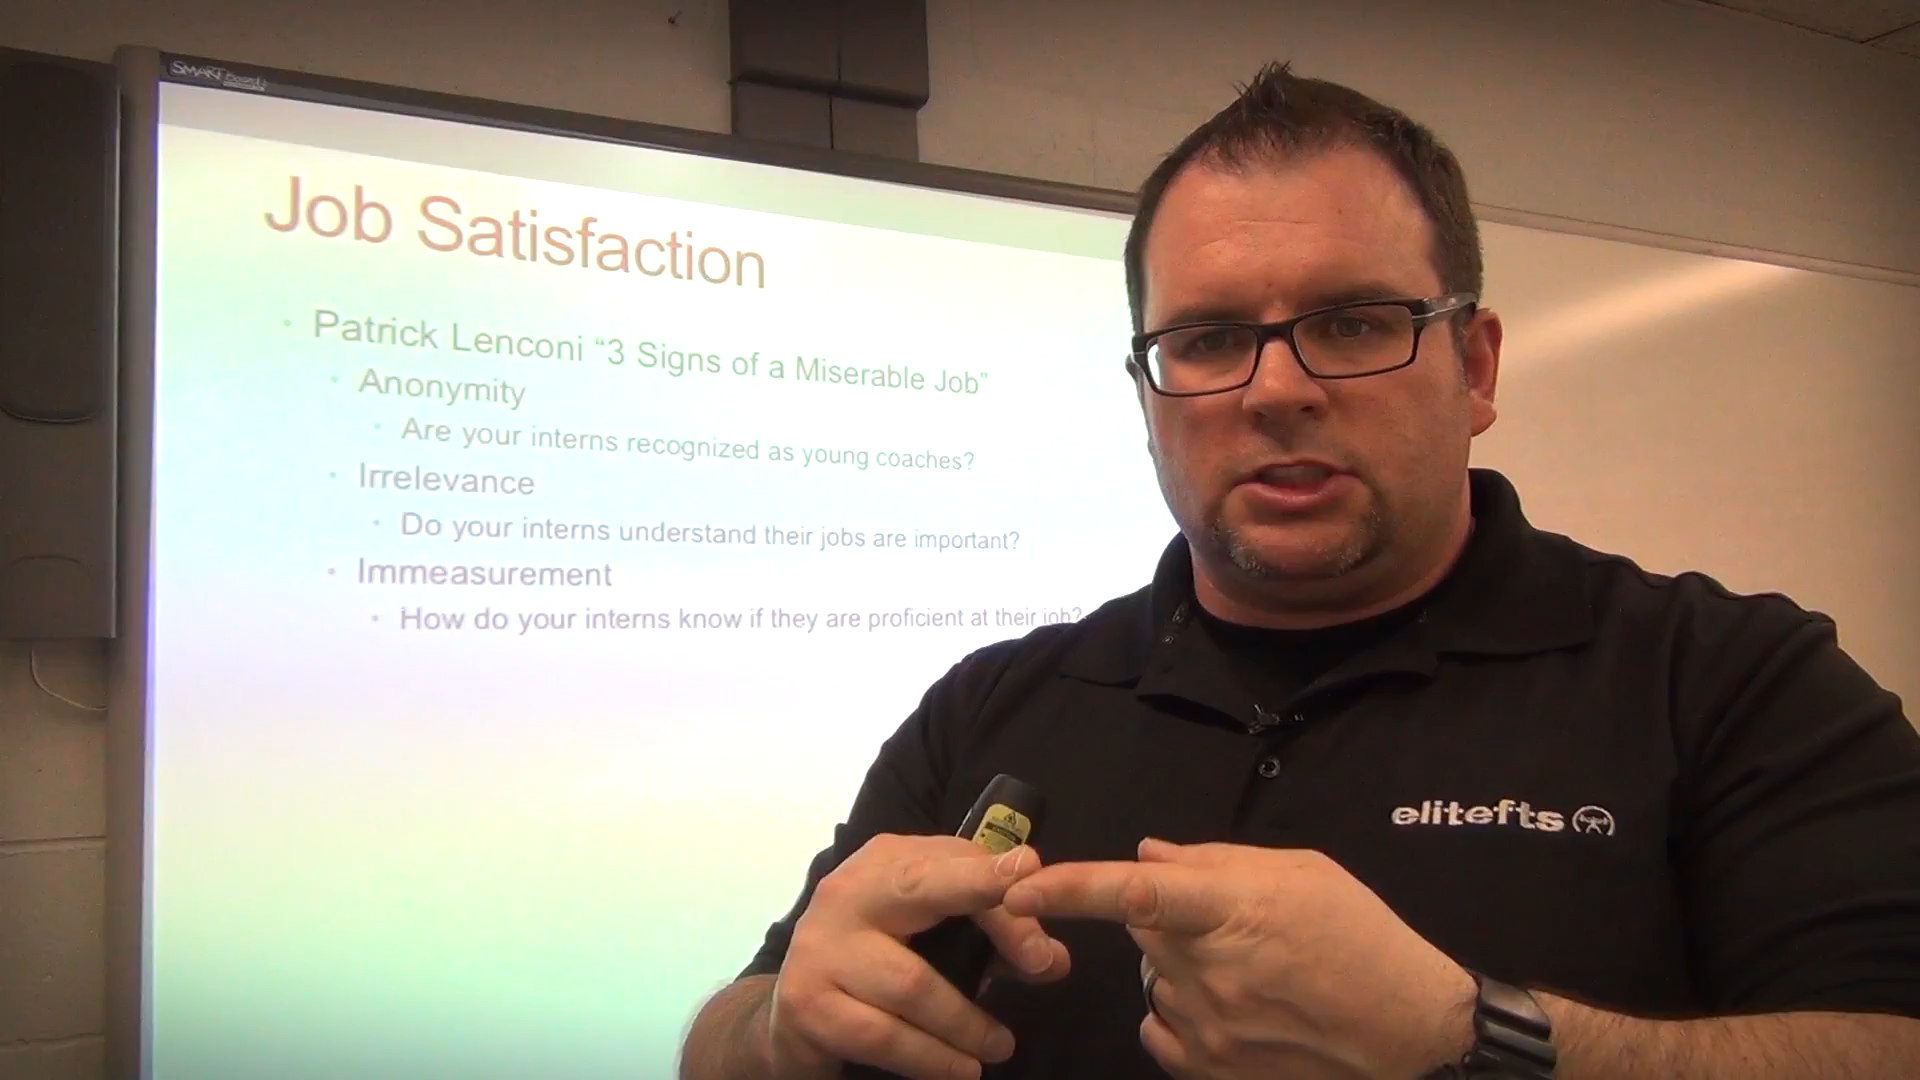 SMART Board
Job Satisfaction
Patrick Lenconi “3 Signs of a Miserable Job”
Anonymity
Are your interns recognized as young coaches?
Irrelevance
Do your interns understand their jobs are important?
Immeasurement
How do your interns know if they are proficient at their job?
elitefts